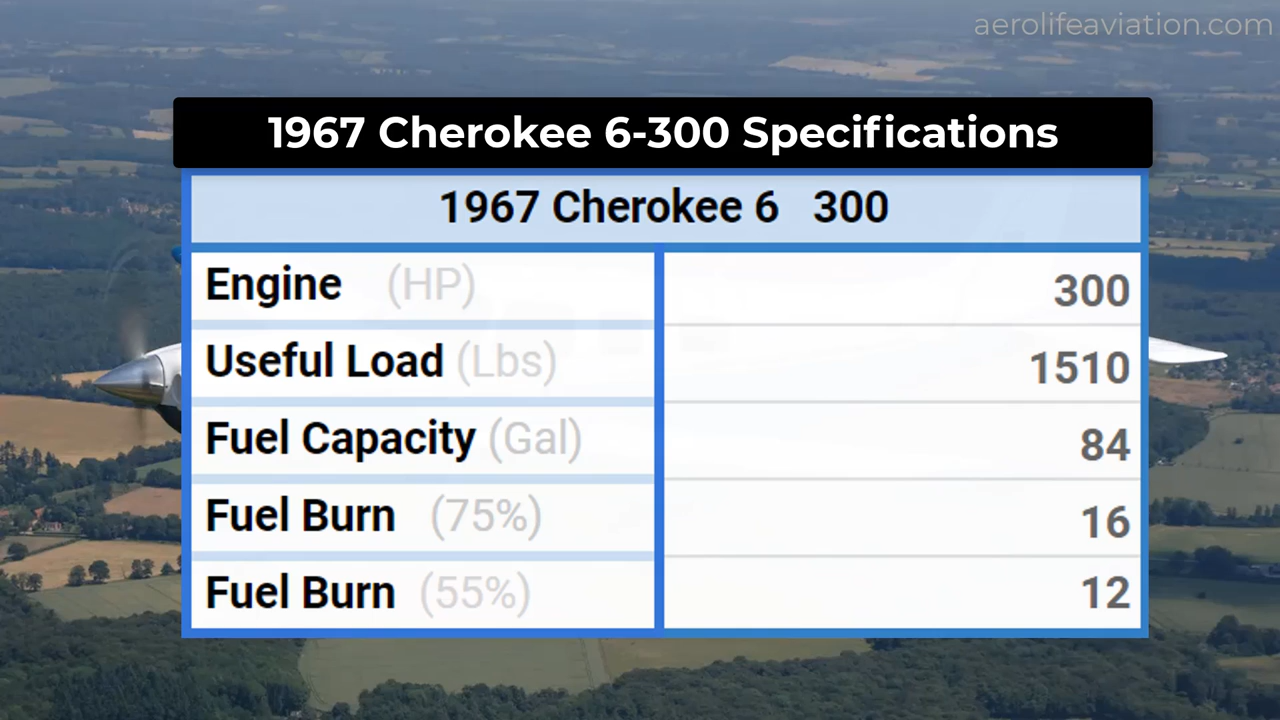 aerolifeaviation.com
1967 Cherokee 6-300 Specifications
1967 Cherokee 6 300
Engine (HP) 300
Useful Load (Lbs) 1510
Fuel Capacity (Gal) 84
Fuel Burn (75%) 16
Fuel Burn (55%) 12